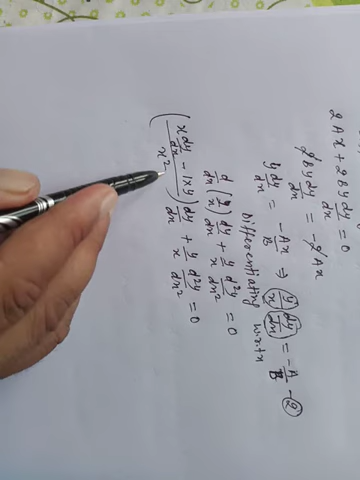 2Ax + 2By dy/dx = 0
2By dy/dx = -2Ax
y dy/dx = -Ax/B ⇒ (y/x)(dy/dx) = -A/B -②
Differentiating w.r.t x
d/dx (y/x) dy/dx + y/x d²y/dx² = 0
(x dy/dx - 1xy / x²) dy/dx + y/x d²y/dx² = 0